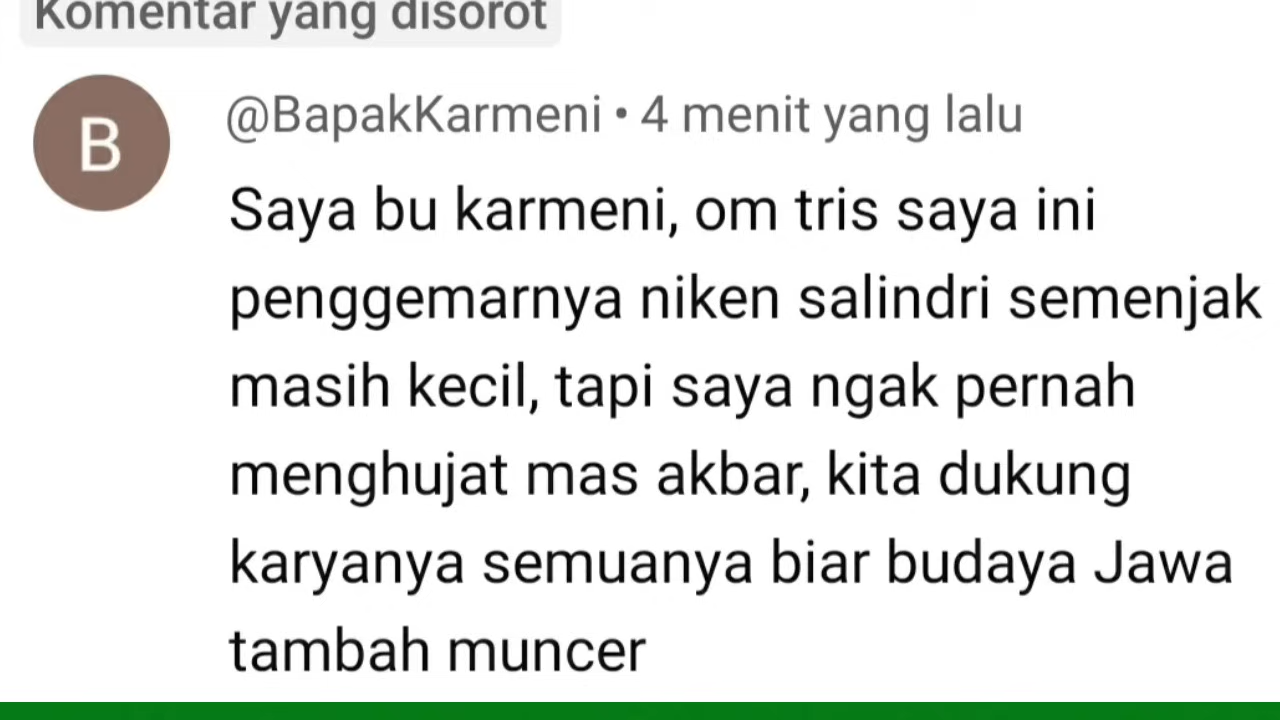 Komentar yang disorot
B
@BapakKarmeni • 4 menit yang lalu
Saya bu karmeni, om tris saya ini
penggemarnya niken salindri semenjak
masih kecil, tapi saya ngak pernah
menghujat mas akbar, kita dukung
karyanya semuanya biar budaya Jawa
tambah muncer